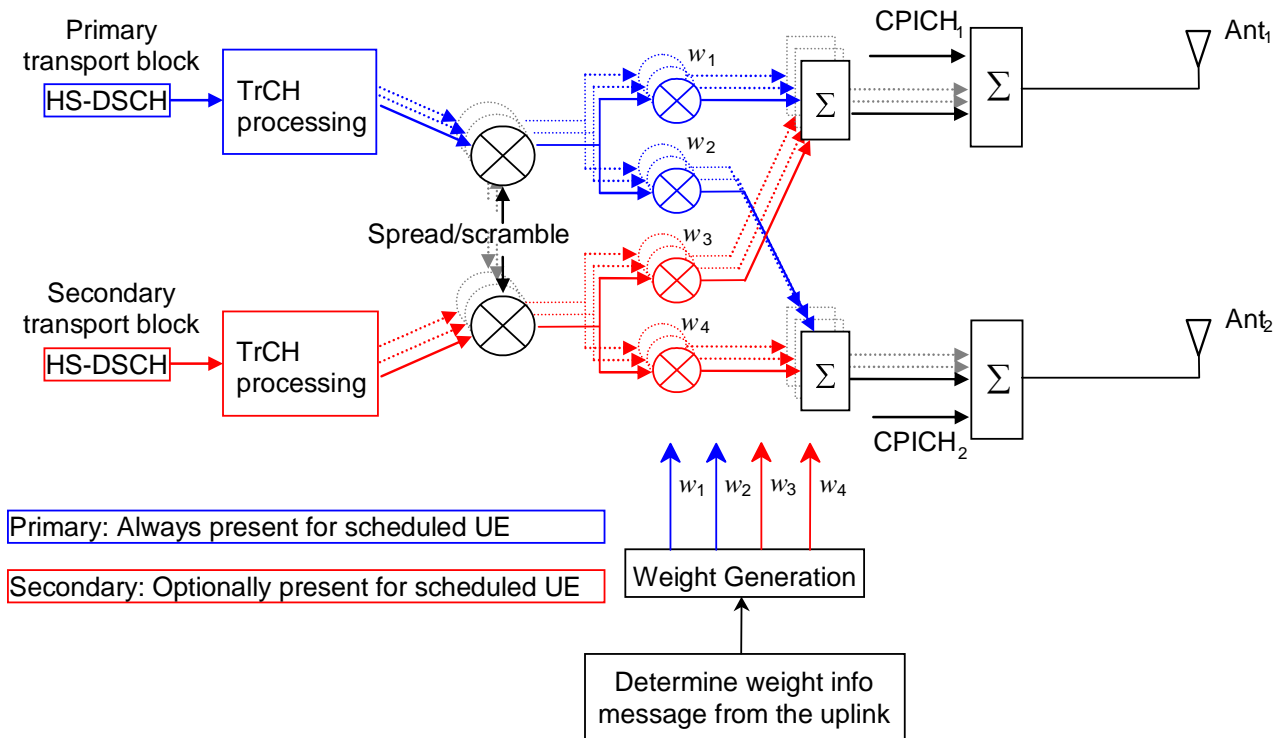 Primary
transport block
HS-DSCH
TrCH
processing
w1
w2
Σ
CPICH1
Σ
Ant1
Spread/scramble
Secondary
transport block
HS-DSCH
TrCH
processing
w3
w4
Σ
CPICH2
Σ
Ant2
w1 w2 w3 w4
Primary: Always present for scheduled UE
Secondary: Optionally present for scheduled UE
Weight Generation
Determine weight info
message from the uplink